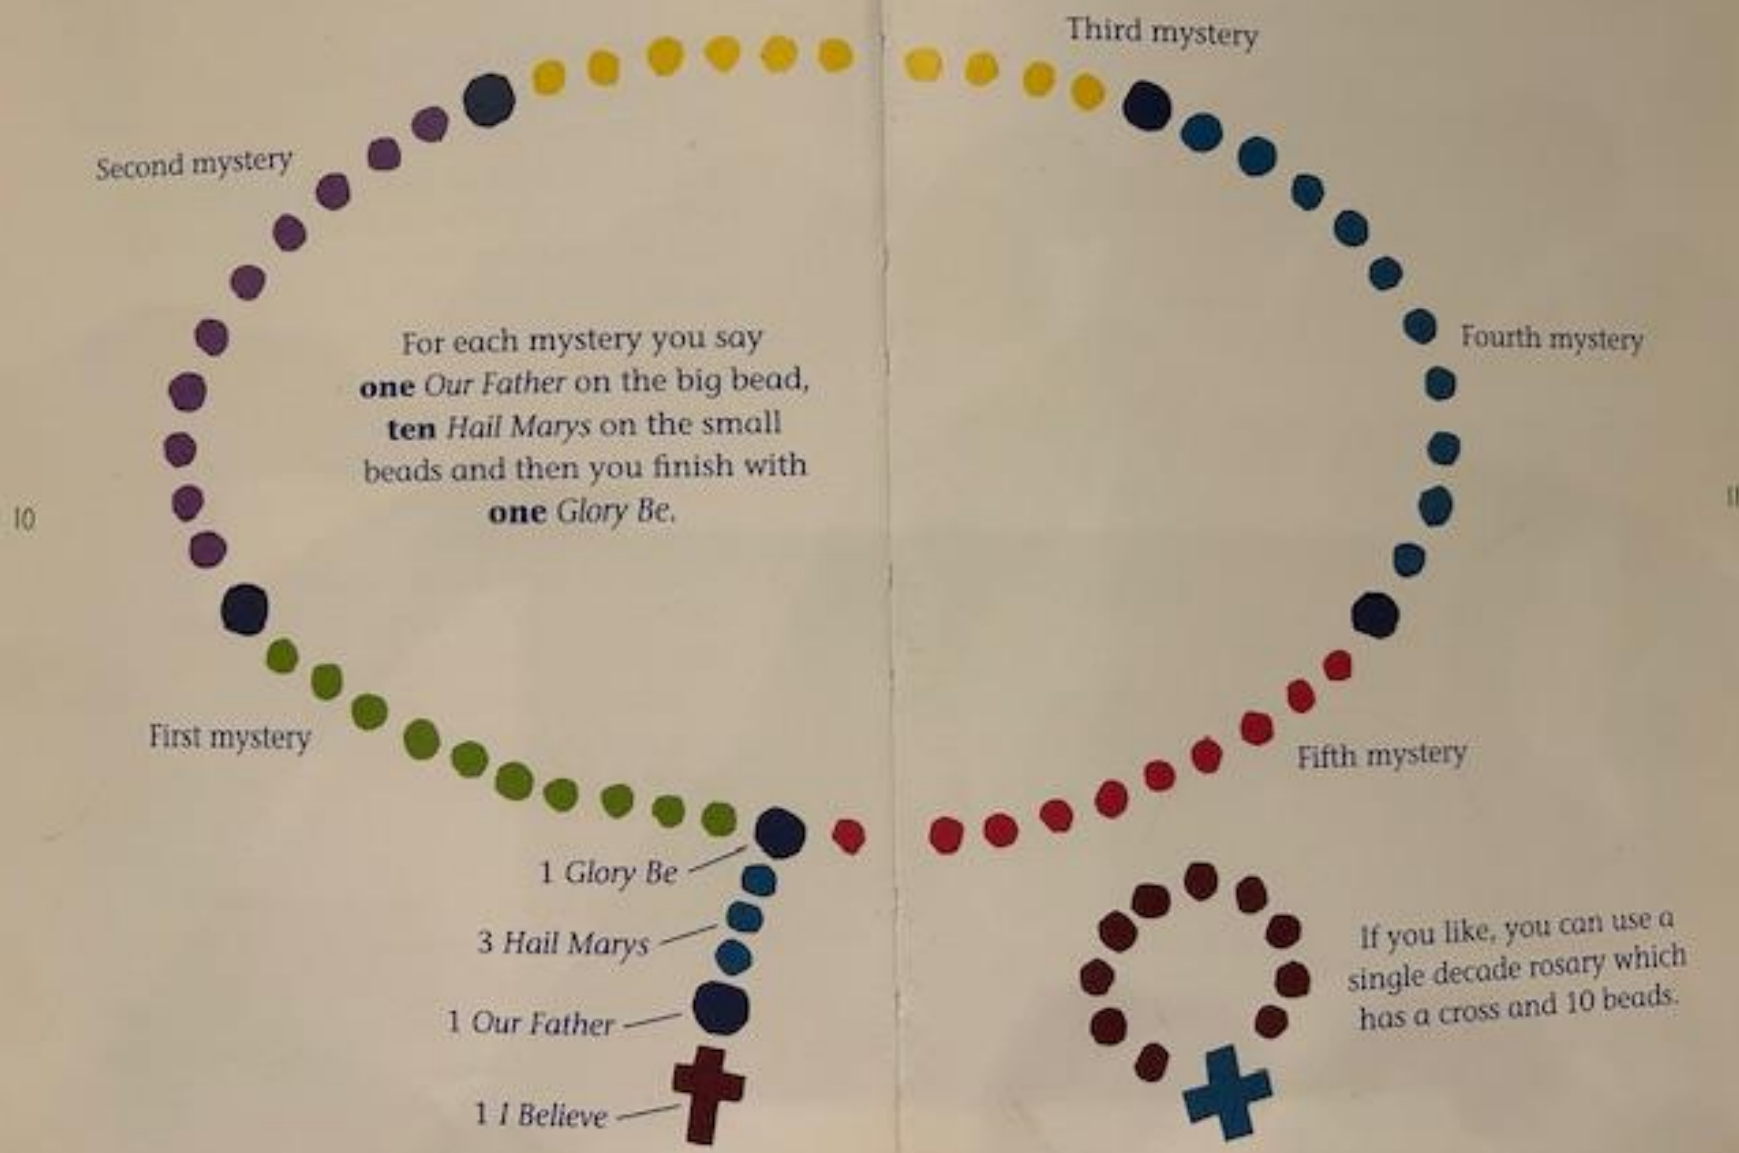 Third mystery
Second mystery
For each mystery you say
one Our Father on the big bead,
ten Hail Marys on the small
beads and then you finish with
one Glory Be.
Fourth mystery
10
11
First mystery
Fifth mystery
1 Glory Be
3 Hail Marys
1 Our Father
1 I Believe
If you like, you can use a
single decade rosary which
has a cross and 10 beads.